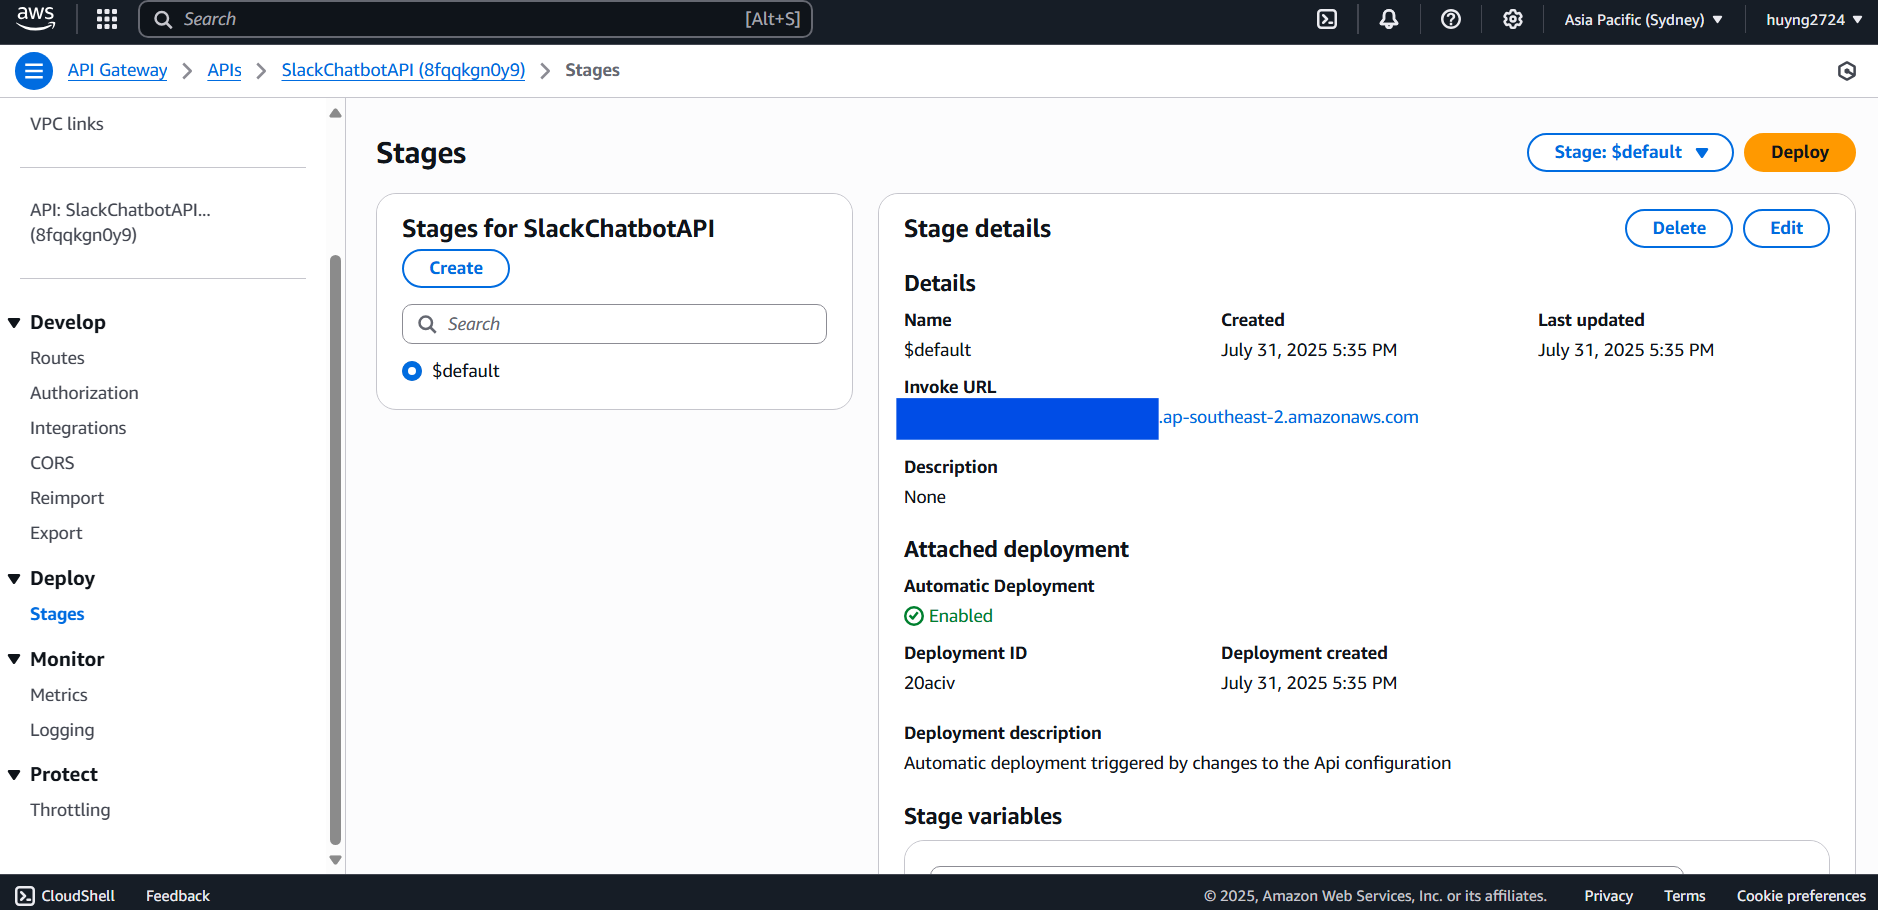 aws
Search [Alt+S]
Asia Pacific (Sydney)
huyng2724
API Gateway
APIs
SlackChatbotAPI (8fqqkgn0y9)
Stages
VPC links
API: SlackChatbotAPI...
(8fqqkgn0y9)
Develop
Routes
Authorization
Integrations
CORS
Reimport
Export
Deploy
Stages
Monitor
Metrics
Logging
Protect
Throttling
Stages
Stage: $default
Deploy
Stages for SlackChatbotAPI
Create
Search
$default
Stage details
Delete
Edit
Details
Name
$default
Created
July 31, 2025 5:35 PM
Last updated
July 31, 2025 5:35 PM
Invoke URL
.ap-southeast-2.amazonaws.com
Description
None
Attached deployment
Automatic Deployment
Enabled
Deployment ID
20aciv
Deployment created
July 31, 2025 5:35 PM
Deployment description
Automatic deployment triggered by changes to the Api configuration
Stage variables
CloudShell
Feedback
© 2025, Amazon Web Services, Inc. or its affiliates.
Privacy
Terms
Cookie preferences